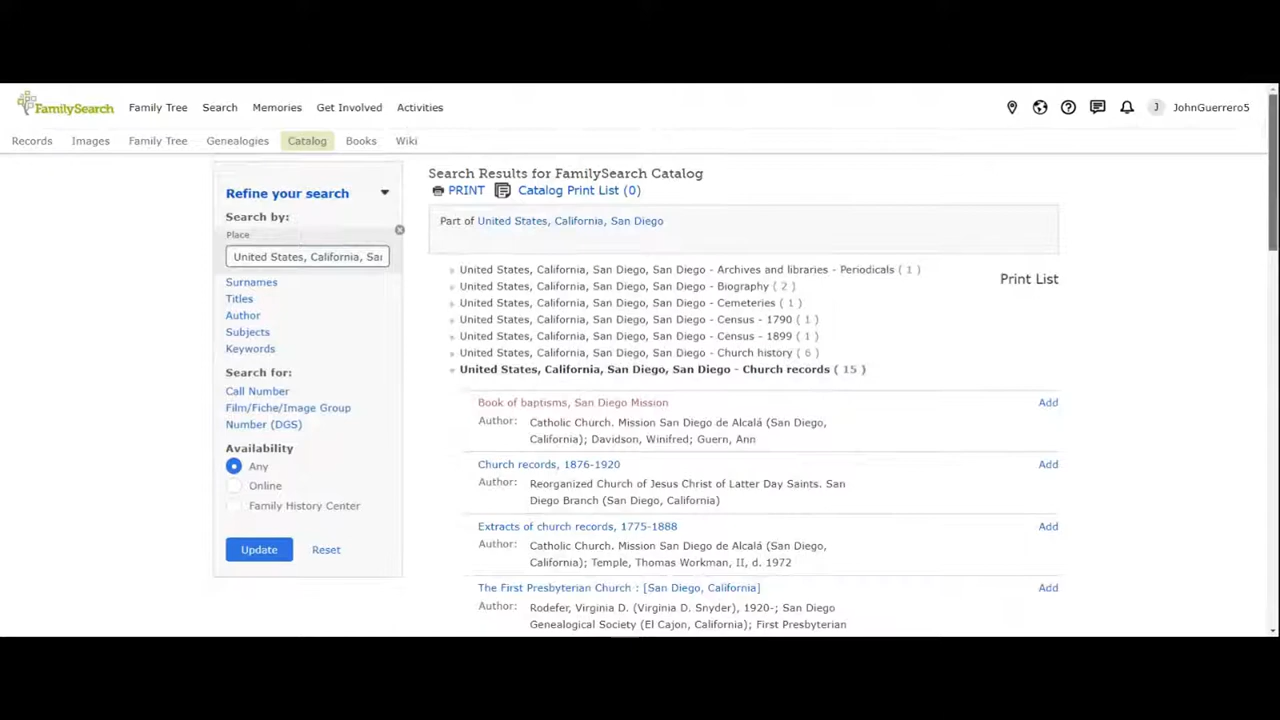 FamilySearch Family Tree Search Memories Get Involved Activities J JohnGuerrero5
Records Images Family Tree Genealogies Catalog Books Wiki
Refine your search
Search by:
Place
United States, California, Sa
Surnames
Titles
Author
Subjects
Keywords
Search for:
Call Number
Film/Fiche/Image Group
Number (DGS)
Availability
Any
Online
Family History Center
Update Reset
Search Results for FamilySearch Catalog
PRINT Catalog Print List (0)
Part of United States, California, San Diego
United States, California, San Diego, San Diego - Archives and libraries - Periodicals ( 1 )
Print List
United States, California, San Diego, San Diego - Biography ( 2 )
United States, California, San Diego, San Diego - Cemeteries ( 1 )
United States, California, San Diego, San Diego - Census - 1790 ( 1 )
United States, California, San Diego, San Diego - Census - 1899 ( 1 )
United States, California, San Diego, San Diego - Church history ( 6 )
United States, California, San Diego, San Diego - Church records ( 15 )
Book of baptisms, San Diego Mission Add
Author: Catholic Church. Mission San Diego de Alcalá (San Diego,
California); Davidson, Winifred; Guern, Ann
Church records, 1876-1920 Add
Author: Reorganized Church of Jesus Christ of Latter Day Saints. San
Diego Branch (San Diego, California)
Extracts of church records, 1775-1888 Add
Author: Catholic Church. Mission San Diego de Alcalá (San Diego,
California); Temple, Thomas Workman, II, d. 1972
The First Presbyterian Church : [San Diego, California] Add
Author: Rodefer, Virginia D. (Virginia D. Snyder), 1920-; San Diego
Genealogical Society (El Cajon, California); First Presbyterian